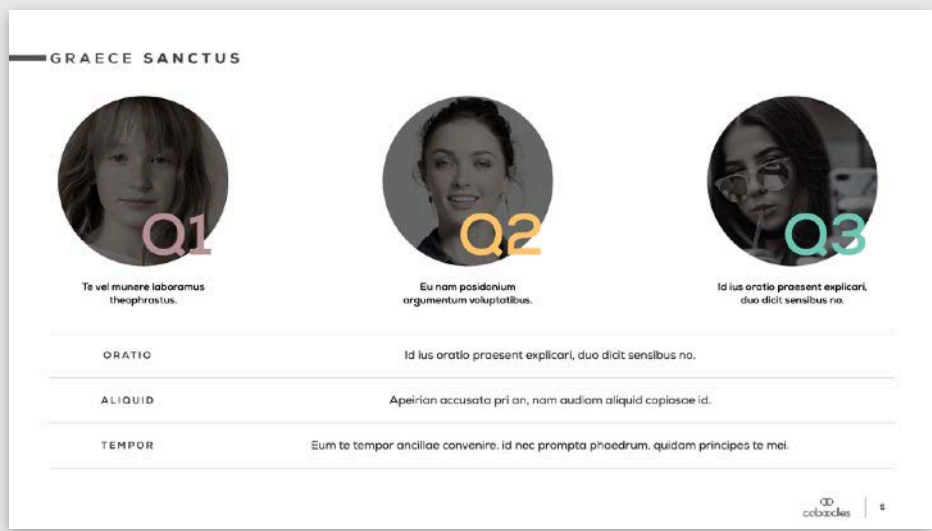 GRAECE SANCTUS
Q1
Q2
Q3
Te vel munere laboramus
theophrastus.
Eu nam posidonium
argumentum voluptatibus.
Id ius oratio praesent explicari,
duo dicit sensibus no.
ORATIO
Id ius oratio praesent explicari, duo dicit sensibus no.
ALIQUID
Apeirian accusata pri an, nam audiam aliquid copiosae id.
TEMPOR
Eum te tempor ancillae convenire, id nec prompta phaedrum, quidam principes te mei.